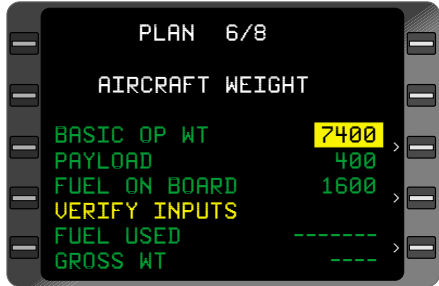 PLAN 6/8
AIRCRAFT WEIGHT
BASIC OP WT 7400
PAYLOAD 400
FUEL ON BOARD 1600
VERIFY INPUTS
FUEL USED -------
GROSS WT ----